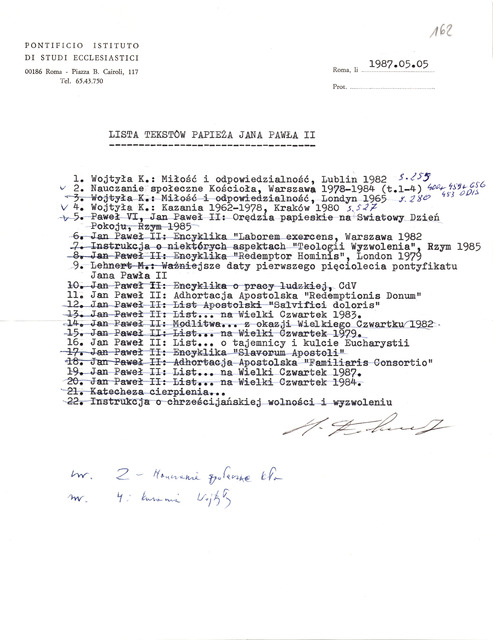 162
PONTIFICIO ISTITUTO
DI STUDI ECCLESIASTICI
00186 Roma - Piazza B. Cairoli, 117
Tel. 65.43.750
Roma, li 1987.05.05
Prot.
LISTA TEKSTÓW PAPIEŻA JANA PAWŁA II
1. Wojtyła K.: Miłość i odpowiedzialność, Lublin 1982 s. 255
2. Nauczanie społeczne Kościoła, Warszawa 1978-1984 (t.1-4)
3. Wojtyła K.: Miłość i odpowiedzialność, Londyn 1965 s. 280
4. Wojtyła K.: Kazania 1962-1978, Kraków 1980 s. 527
5. Paweł VI, Jan Paweł II: Orędzia papieskie na Światowy Dzień
Pokoju, Rzym 1985
6. Jan Paweł II: Encyklika "Laborem exercens, Warszawa 1982
7. Instrukcja o niektórych aspektach "Teologii Wyzwolenia", Rzym 1985
8. Jan Paweł II: Encyklika "Redemptor Hominis", London 1979
9. Lehnert M.: Ważniejsze daty pierwszego pięciolecia pontyfikatu
Jana Pawła II
10. Jan Paweł II: Encyklika o pracy ludzkiej, CdV
11. Jan Paweł II: Adhortacja Apostolska "Redemptionis Donum"
12. Jan Paweł II: List Apostolski "Salvifici doloris"
13. Jan Paweł II: List... na Wielki Czwartek 1983.
14. Jan Paweł II: Modlitwa... z okazji Wielkiego Czwartku 1982.
15. Jan Paweł II: List... na Wielki Czwartek 1979.
16. Jan Paweł II: List... o tajemnicy i kulcie Eucharystii
17. Jan Paweł II: Encyklika "Slavorum Apostoli"
18. Jan Paweł II: Adhortacja Apostolska "Familiaris Consortio"
19. Jan Paweł II: List... na Wielki Czwartek 1987.
20. Jan Paweł II: List... na Wielki Czwartek 1984.
21. Katecheza cierpienia...
22. Instrukcja o chrześcijańskiej wolności i wyzwoleniu
nr. 2 - Nauczanie społeczne
nr. 4: kazania Wojtyły